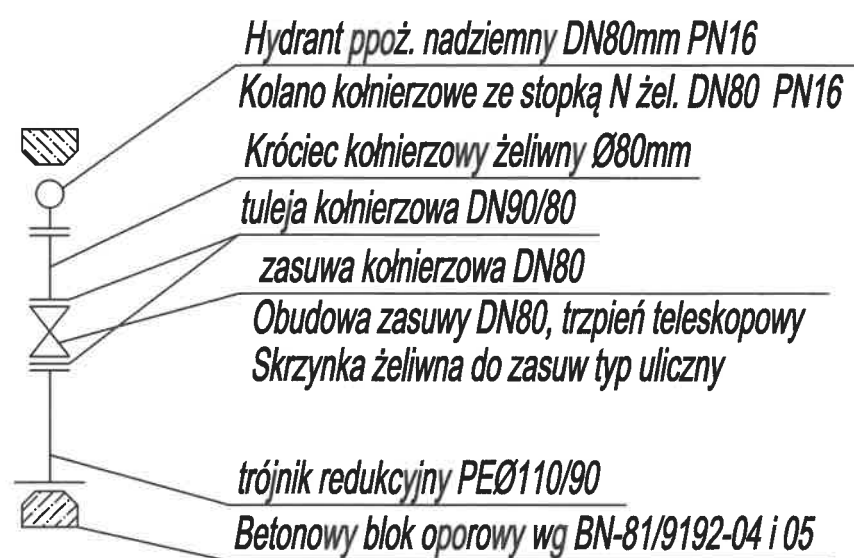 Hydrant ppoż. nadziemny DN80mm PN16
Kolano kołnierzowe ze stopką N żel. DN80 PN16
Króciec kołnierzowy żeliwny Ø80mm
tuleja kołnierzowa DN90/80
zasuwa kołnierzowa DN80
Obudowa zasuwy DN80, trzpień teleskopowy
Skrzynka żeliwna do zasuw typ uliczny
trójnik redukcyjny PEØ110/90
Betonowy blok oporowy wg BN-81/9192-04 i 05